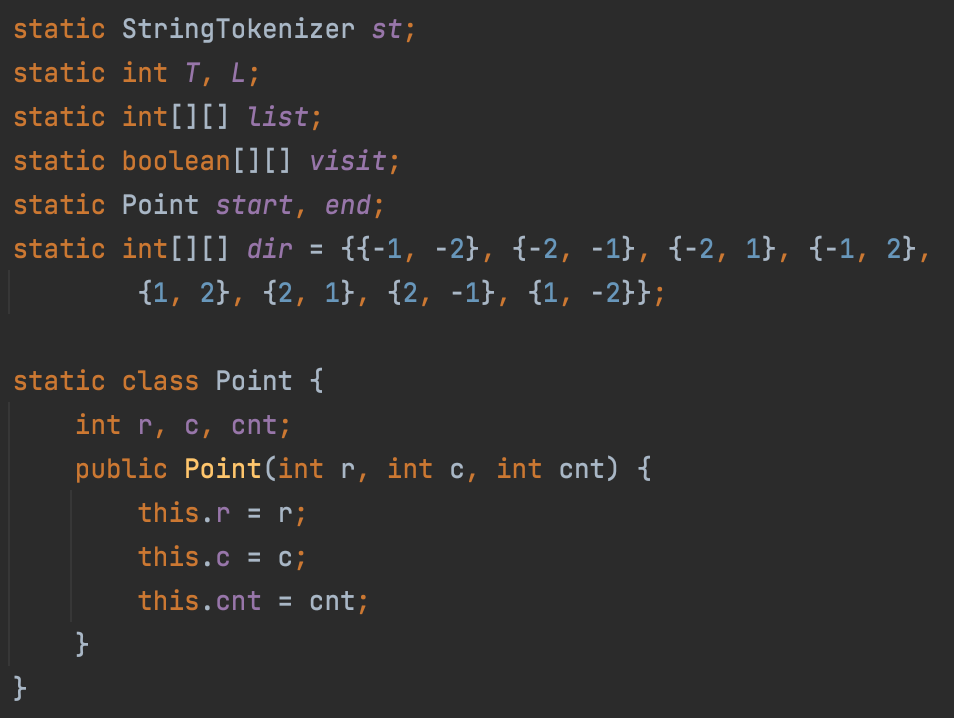 static StringTokenizer st;
static int T, L;
static int[][] list;
static boolean[][] visit;
static Point start, end;
static int[][] dir = {{-1, -2}, {-2, -1}, {-2, 1}, {-1, 2},
        {1, 2}, {2, 1}, {2, -1}, {1, -2}};

static class Point {
    int r, c, cnt;
    public Point(int r, int c, int cnt) {
        this.r = r;
        this.c = c;
        this.cnt = cnt;
    }
}